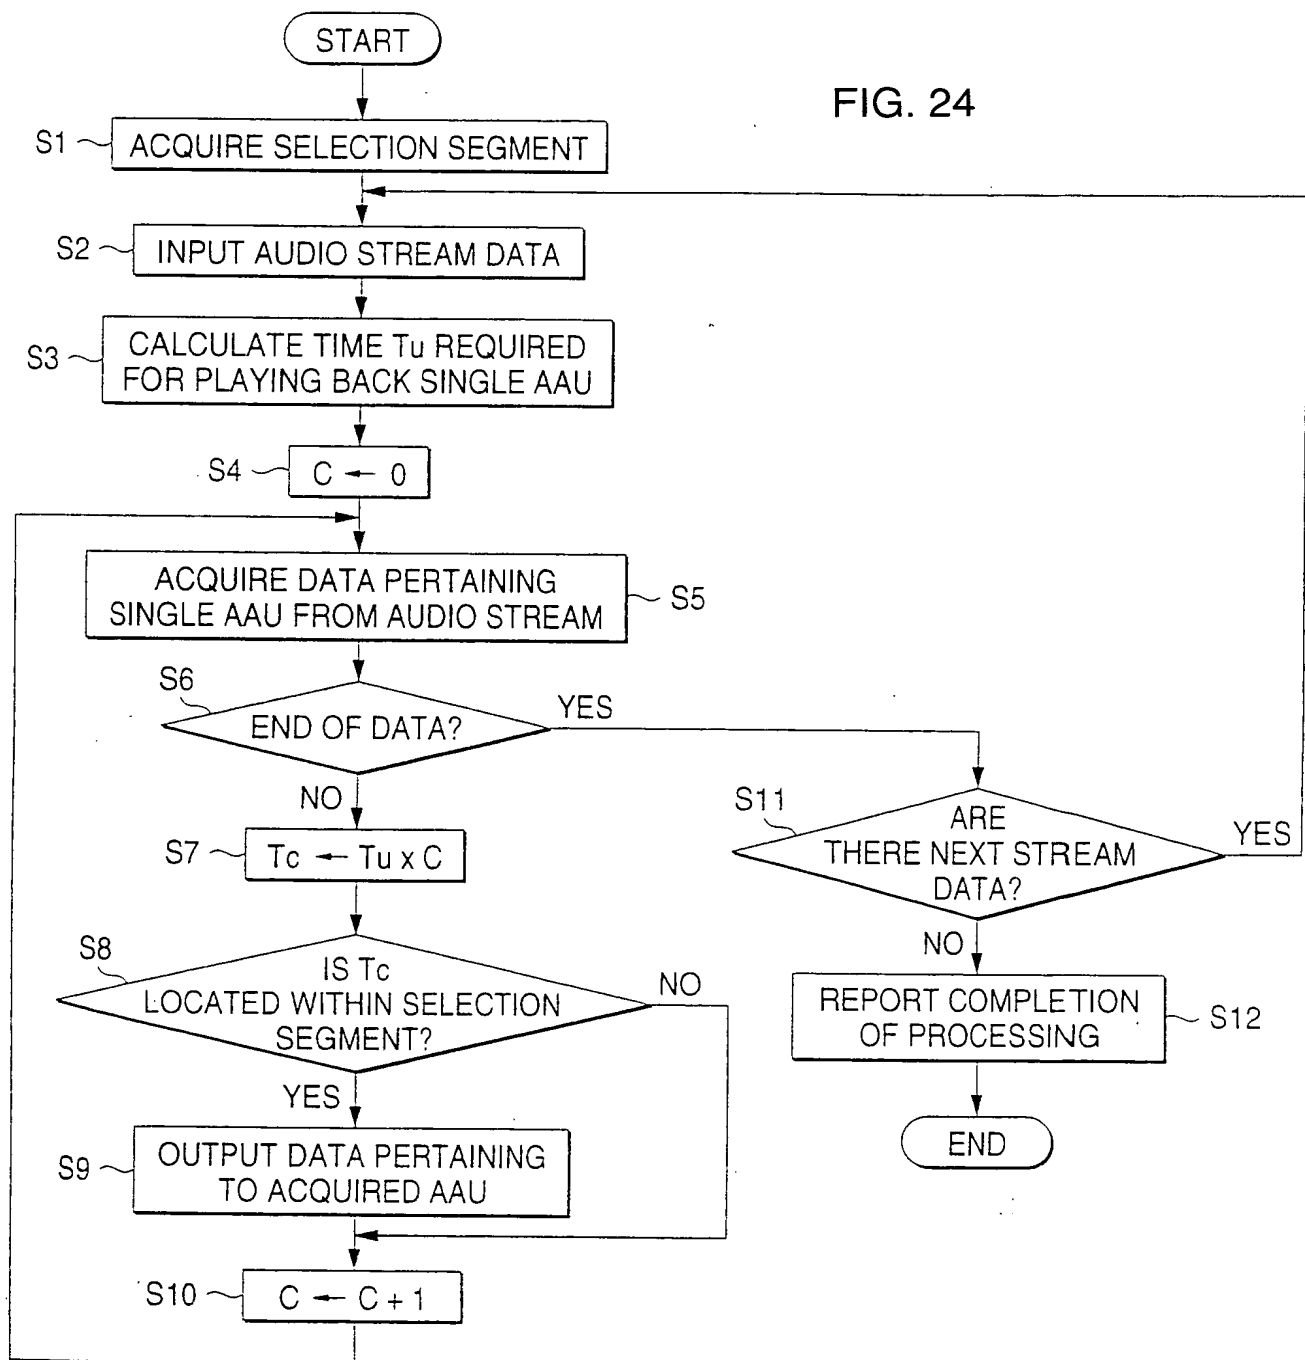 START
FIG. 24
S1
ACQUIRE SELECTION SEGMENT
S2
INPUT AUDIO STREAM DATA
S3
CALCULATE TIME Tu REQUIRED
FOR PLAYING BACK SINGLE AAU
S4
C ← 0
ACQUIRE DATA PERTAINING
SINGLE AAU FROM AUDIO STREAM
S5
S6
END OF DATA?
YES
NO
S7
Tc ← Tu x C
S11
ARE
THERE NEXT STREAM
DATA?
YES
NO
S8
IS Tc
LOCATED WITHIN SELECTION
SEGMENT?
NO
YES
REPORT COMPLETION
OF PROCESSING
S12
END
S9
OUTPUT DATA PERTAINING
TO ACQUIRED AAU
S10
C ← C + 1